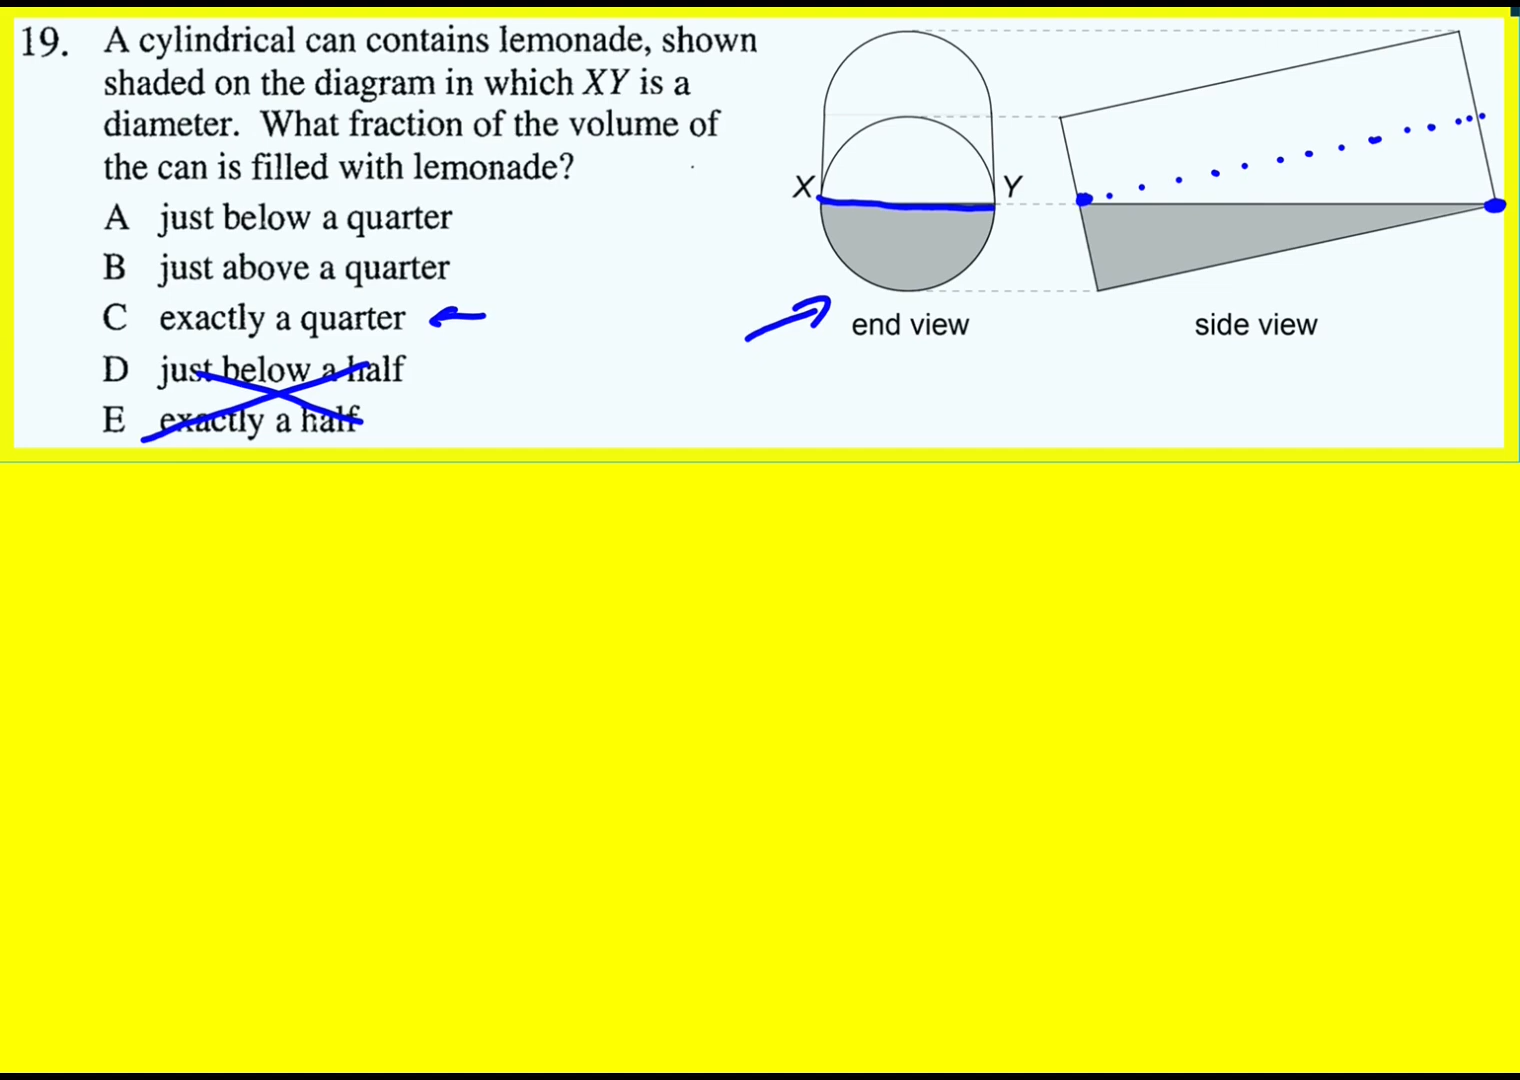 19. A cylindrical can contains lemonade, shown
shaded on the diagram in which XY is a
diameter. What fraction of the volume of
the can is filled with lemonade?
A just below a quarter
B just above a quarter
C exactly a quarter
D just below a half
E exactly a half
X
Y
end view
side view